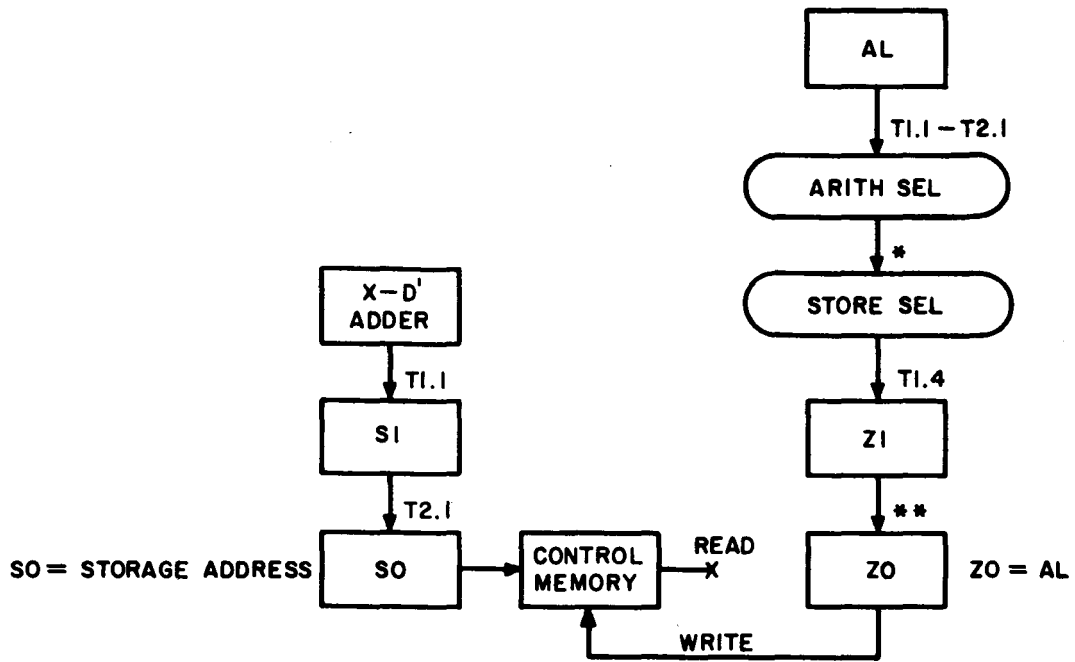 AL
T1.1 – T2.1
ARITH SEL
*
STORE SEL
X–D'
ADDER
T1.1
T1.4
S1
Z1
T2.1
**
SO = STORAGE ADDRESS
SO
CONTROL
MEMORY
READ
X
ZO
ZO = AL
WRITE